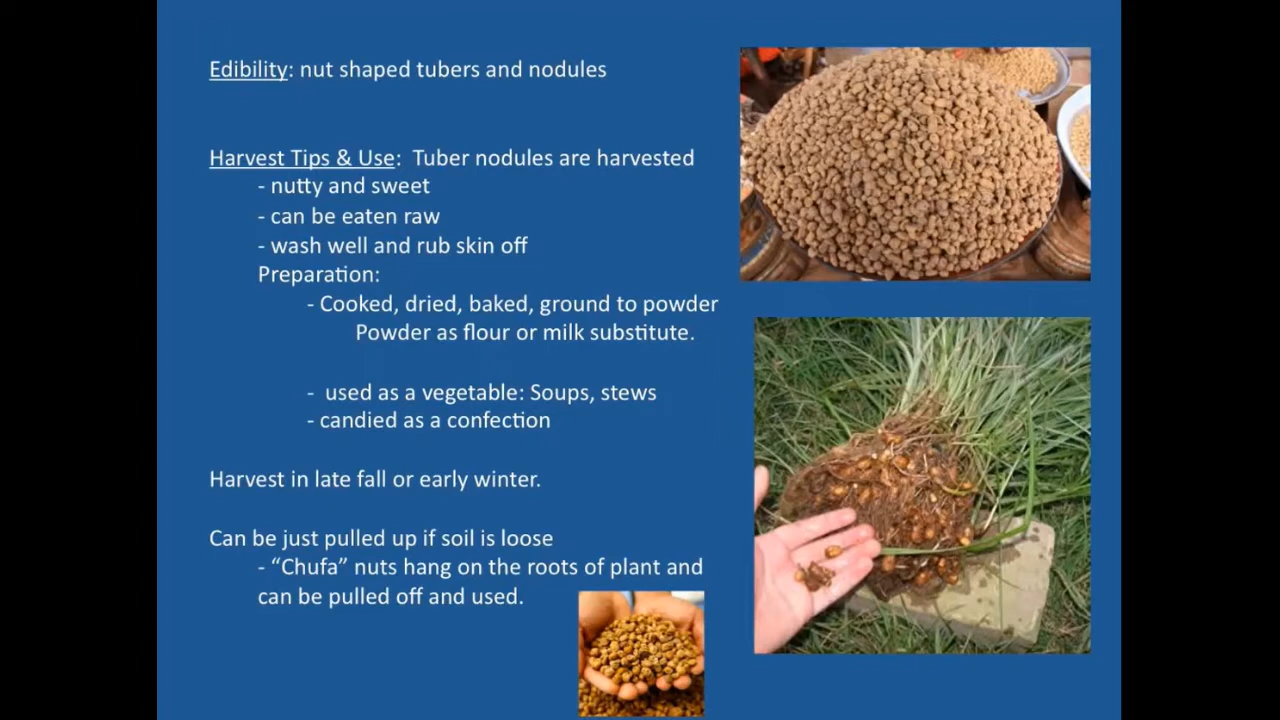 Edibility: nut shaped tubers and nodules
Harvest Tips & Use:  Tuber nodules are harvested
- nutty and sweet
- can be eaten raw
- wash well and rub skin off
Preparation:
- Cooked, dried, baked, ground to powder
Powder as flour or milk substitute.
-  used as a vegetable: Soups, stews
- candied as a confection
Harvest in late fall or early winter.
Can be just pulled up if soil is loose
- “Chufa” nuts hang on the roots of plant and
can be pulled off and used.